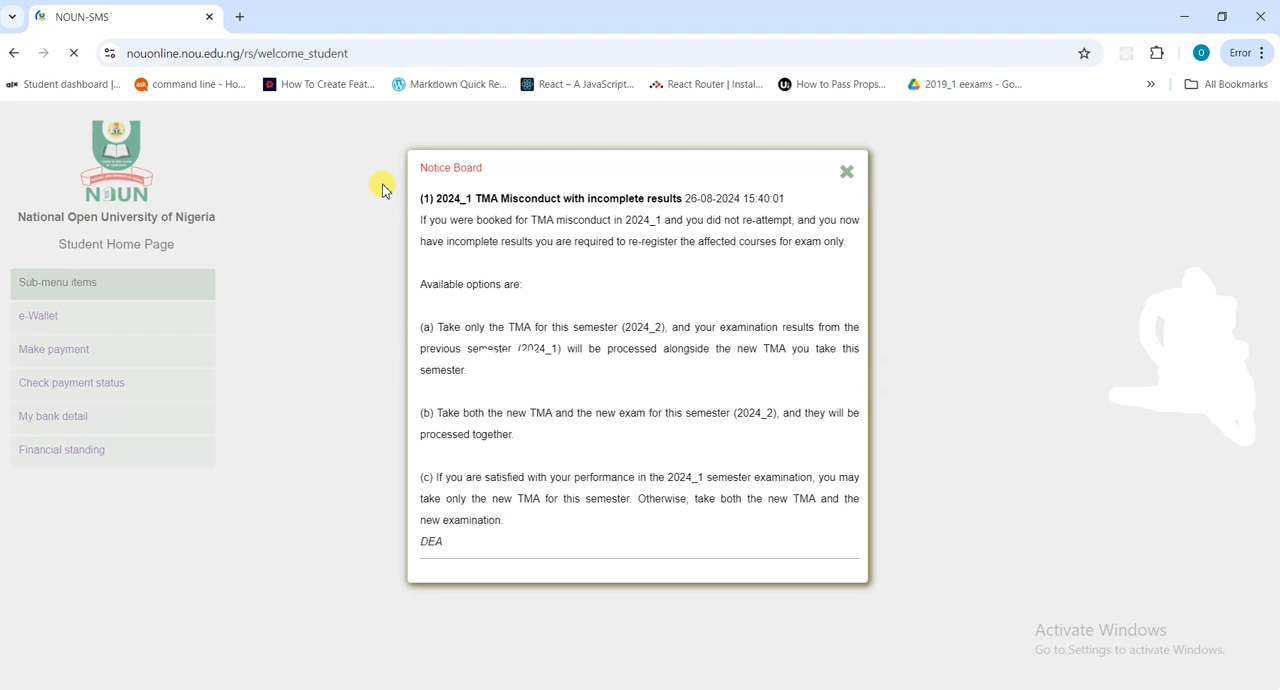 NOUN-SMS
nouonline.nou.edu.ng/rs/welcome_student
O
Error
Student dashboard |...
command line - Ho...
How To Create Feat...
Markdown Quick Re...
React – A JavaScript...
React Router | Instal...
How to Pass Props...
2019_1 eexams - Go...
»
All Bookmarks
NOUN
National Open University of Nigeria
Student Home Page
Sub-menu items
e-Wallet
Make payment
Check payment status
My bank detail
Financial standing
Notice Board
(1) 2024_1 TMA Misconduct with incomplete results 26-08-2024 15:40:01
If you were booked for TMA misconduct in 2024_1 and you did not re-attempt, and you now
have incomplete results you are required to re-register the affected courses for exam only.
Available options are:
(a) Take only the TMA for this semester (2024_2), and your examination results from the
previous semester (2024_1) will be processed alongside the new TMA you take this
semester.
(b) Take both the new TMA and the new exam for this semester (2024_2), and they will be
processed together.
(c) If you are satisfied with your performance in the 2024_1 semester examination, you may
take only the new TMA for this semester. Otherwise, take both the new TMA and the
new examination.
DEA
Activate Windows
Go to Settings to activate Windows.